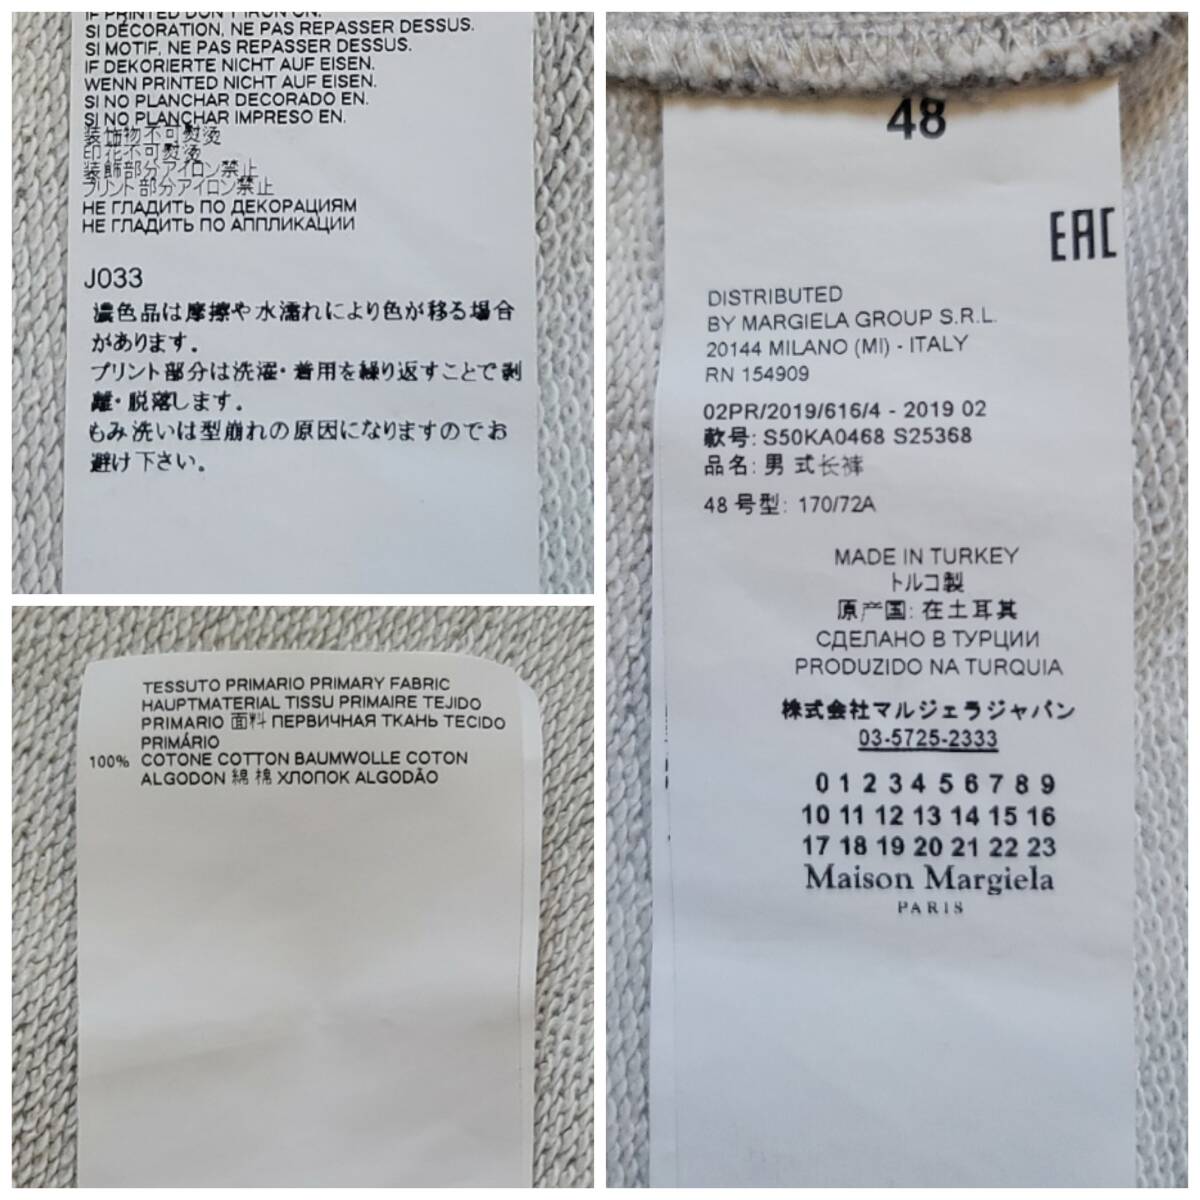 IF PRINTED DON'T IRON ON.
SI DÉCORATION, NE PAS REPASSER DESSUS.
SI MOTIF, NE PAS REPASSER DESSUS.
IF DEKORIERTE NICHT AUF EISEN.
WENN PRINTED NICHT AUF EISEN.
SI NO PLANCHAR DECORADO EN.
SI NO PLANCHAR IMPRESO EN.
装饰物不可熨烫
印花不可熨烫
装飾部分アイロン禁止
プリント部分アイロン禁止
НЕ ГЛАДИТЬ ПО ДЕКОРАЦИЯМ
НЕ ГЛАДИТЬ ПО АППЛИКАЦИИ
J033
濃色品は摩擦や水濡れにより色が移る場合
があります。
プリント部分は洗濯・着用を繰り返すことで剥
離・脱落します。
もみ洗いは型崩れの原因になりますのでお
避け下さい。
TESSUTO PRIMARIO PRIMARY FABRIC
HAUPTMATERIAL TISSU PRIMAIRE TEJIDO
PRIMARIO 面料 ПЕРВИЧНАЯ ТКАНЬ TECIDO
PRIMÁRIO
100% COTONE COTTON BAUMWOLLE COTON
ALGODON 綿 棉 ХЛОПОК ALGODÃO
48
EAC
DISTRIBUTED
BY MARGIELA GROUP S.R.L.
20144 MILANO (MI) - ITALY
RN 154909
02PR/2019/616/4 - 2019 02
款号: S50KA0468 S25368
品名: 男式长裤
48 号型: 170/72A
MADE IN TURKEY
トルコ製
原产国: 在土耳其
СДЕЛАНО В ТУРЦИИ
PRODUZIDO NA TURQUIA
株式会社マルジェラジャパン
03-5725-2333
0 1 2 3 4 5 6 7 8 9
10 11 12 13 14 15 16
17 18 19 20 21 22 23
Maison Margiela
PARIS